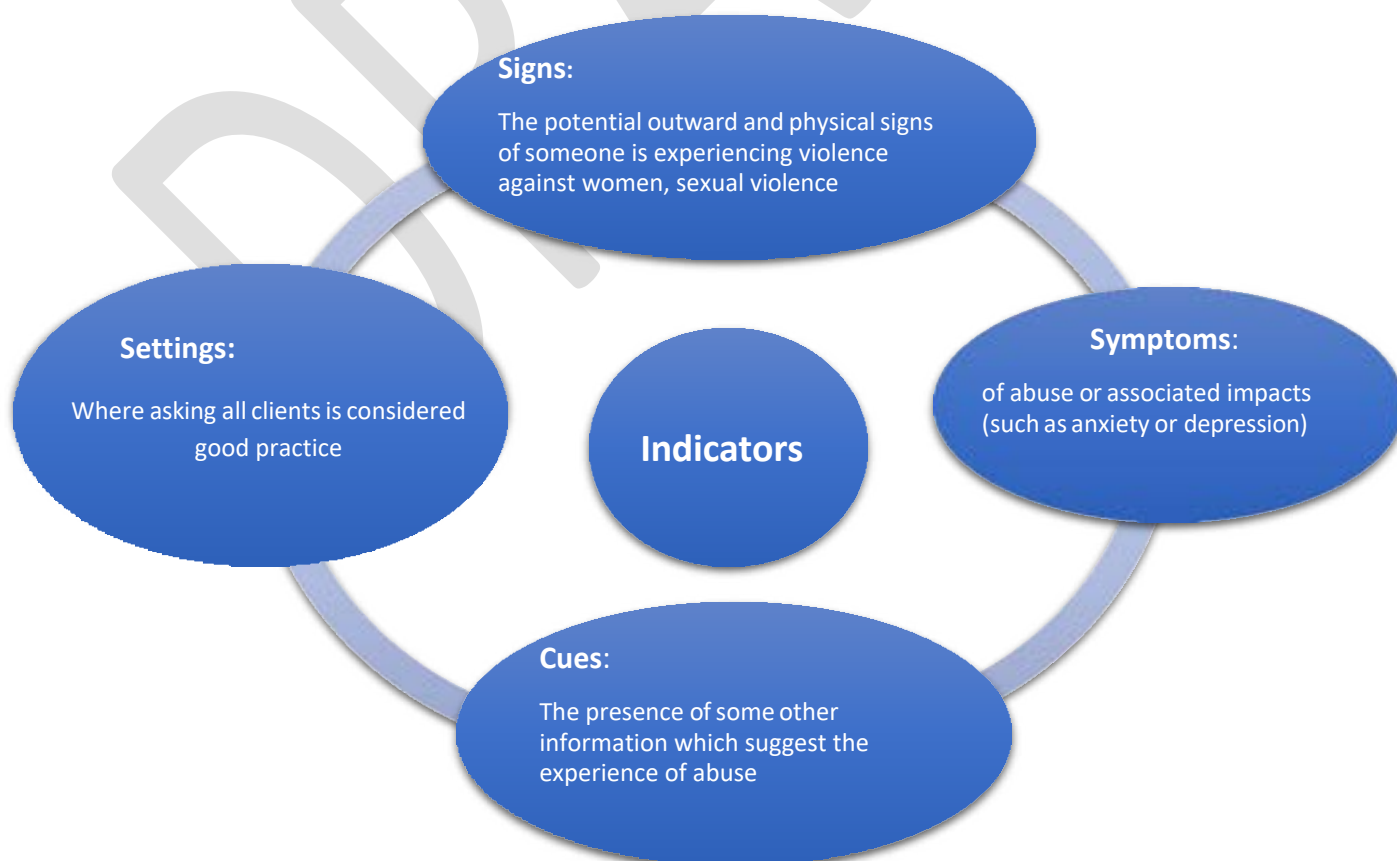 Signs:
The potential outward and physical signs
of someone is experiencing violence
against women, sexual violence
Settings:
Where asking all clients is considered
good practice
Indicators
Symptoms:
of abuse or associated impacts
(such as anxiety or depression)
Cues:
The presence of some other
information which suggest the
experience of abuse